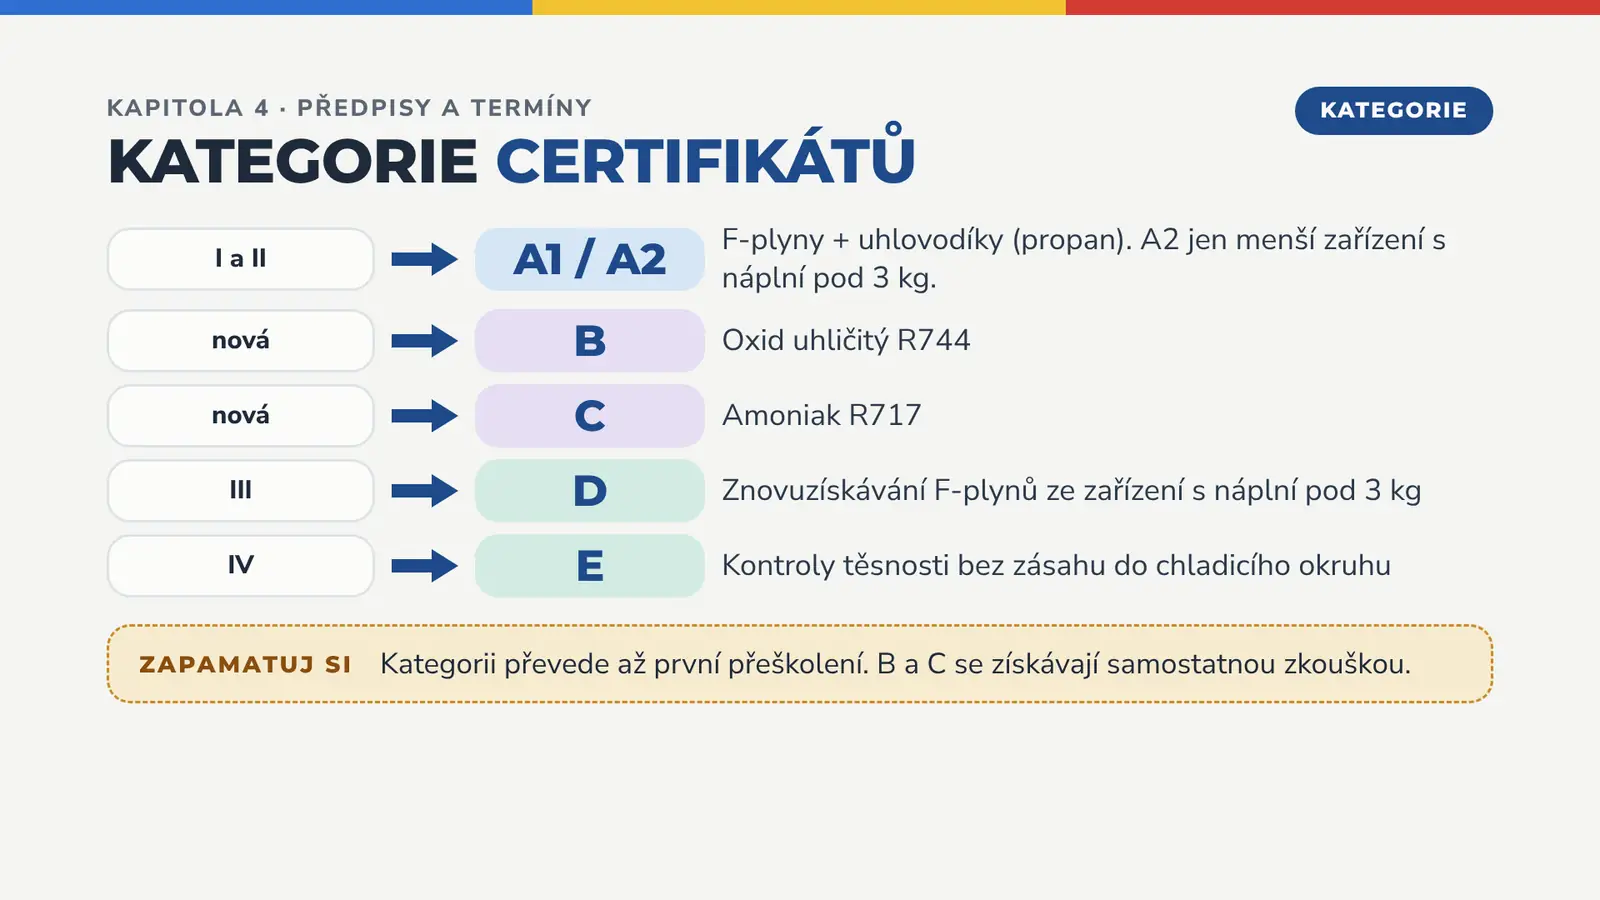 KAPITOLA 4 · PŘEDPISY A TERMÍNY
KATEGORIE
KATEGORIE CERTIFIKÁTŮ
I a II
A1 / A2
F-plyny + uhlovodíky (propan). A2 jen menší zařízení s
náplní pod 3 kg.
nová
B
Oxid uhličitý R744
nová
C
Amoniak R717
III
D
Znovuzískávání F-plynů ze zařízení s náplní pod 3 kg
IV
E
Kontroly těsnosti bez zásahu do chladicího okruhu
ZAPAMATUJ SI
Kategorii převede až první přeškolení. B a C se získávají samostatnou zkouškou.